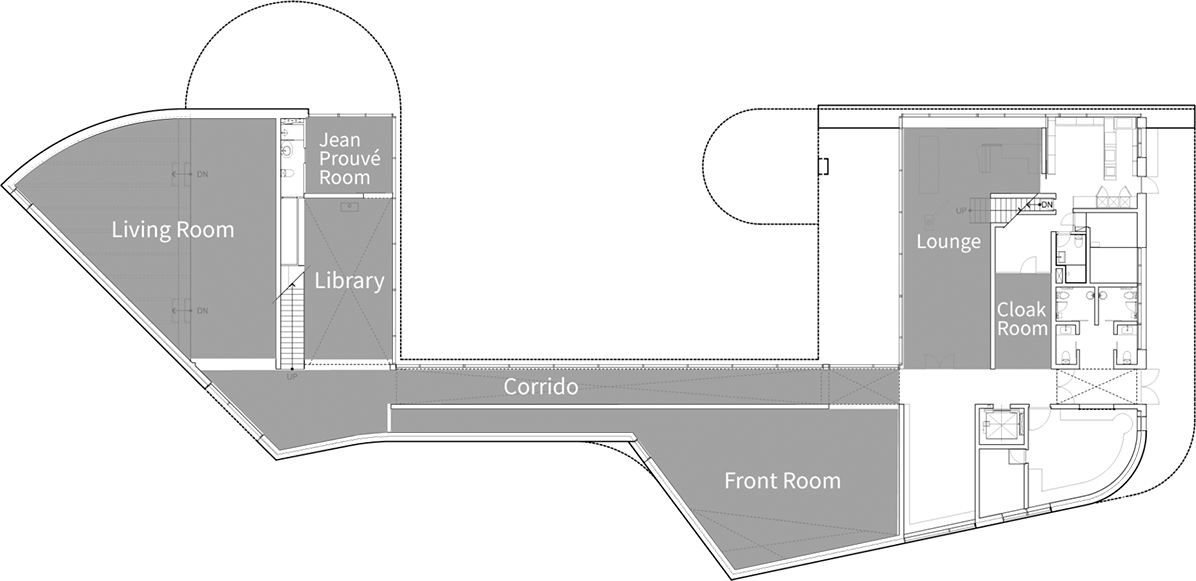 Jean
Prouvé
Room
DN
Living Room
Library
DN
UP
Corrido
Front Room
DN
UP
Lounge
Cloak
Room